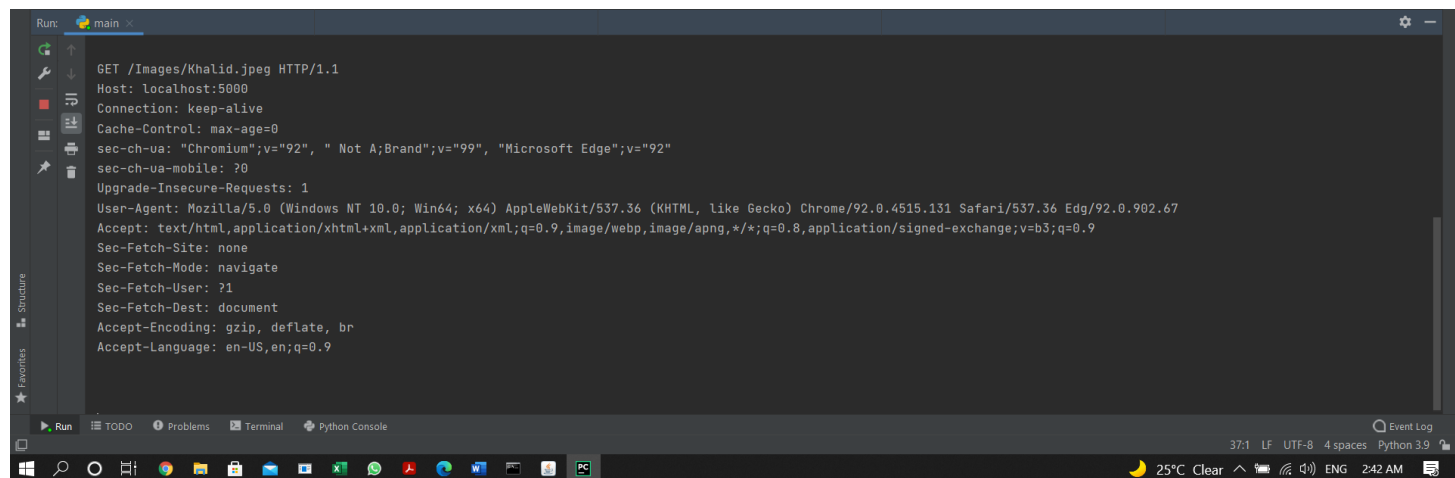 Run: main
GET /Images/Khalid.jpeg HTTP/1.1
Host: localhost:5000
Connection: keep-alive
Cache-Control: max-age=0
sec-ch-ua: "Chromium";v="92", " Not A;Brand";v="99", "Microsoft Edge";v="92"
sec-ch-ua-mobile: ?0
Upgrade-Insecure-Requests: 1
User-Agent: Mozilla/5.0 (Windows NT 10.0; Win64; x64) AppleWebKit/537.36 (KHTML, like Gecko) Chrome/92.0.4515.131 Safari/537.36 Edg/92.0.902.67
Accept: text/html,application/xhtml+xml,application/xml;q=0.9,image/webp,image/apng,*/*;q=0.8,application/signed-exchange;v=b3;q=0.9
Sec-Fetch-Site: none
Sec-Fetch-Mode: navigate
Sec-Fetch-User: ?1
Sec-Fetch-Dest: document
Accept-Encoding: gzip, deflate, br
Accept-Language: en-US,en;q=0.9
Structure
Favorites
Run TODO Problems Terminal Python Console Event Log
37:1 LF UTF-8 4 spaces Python 3.9
PC 25°C Clear ENG 2:42 AM